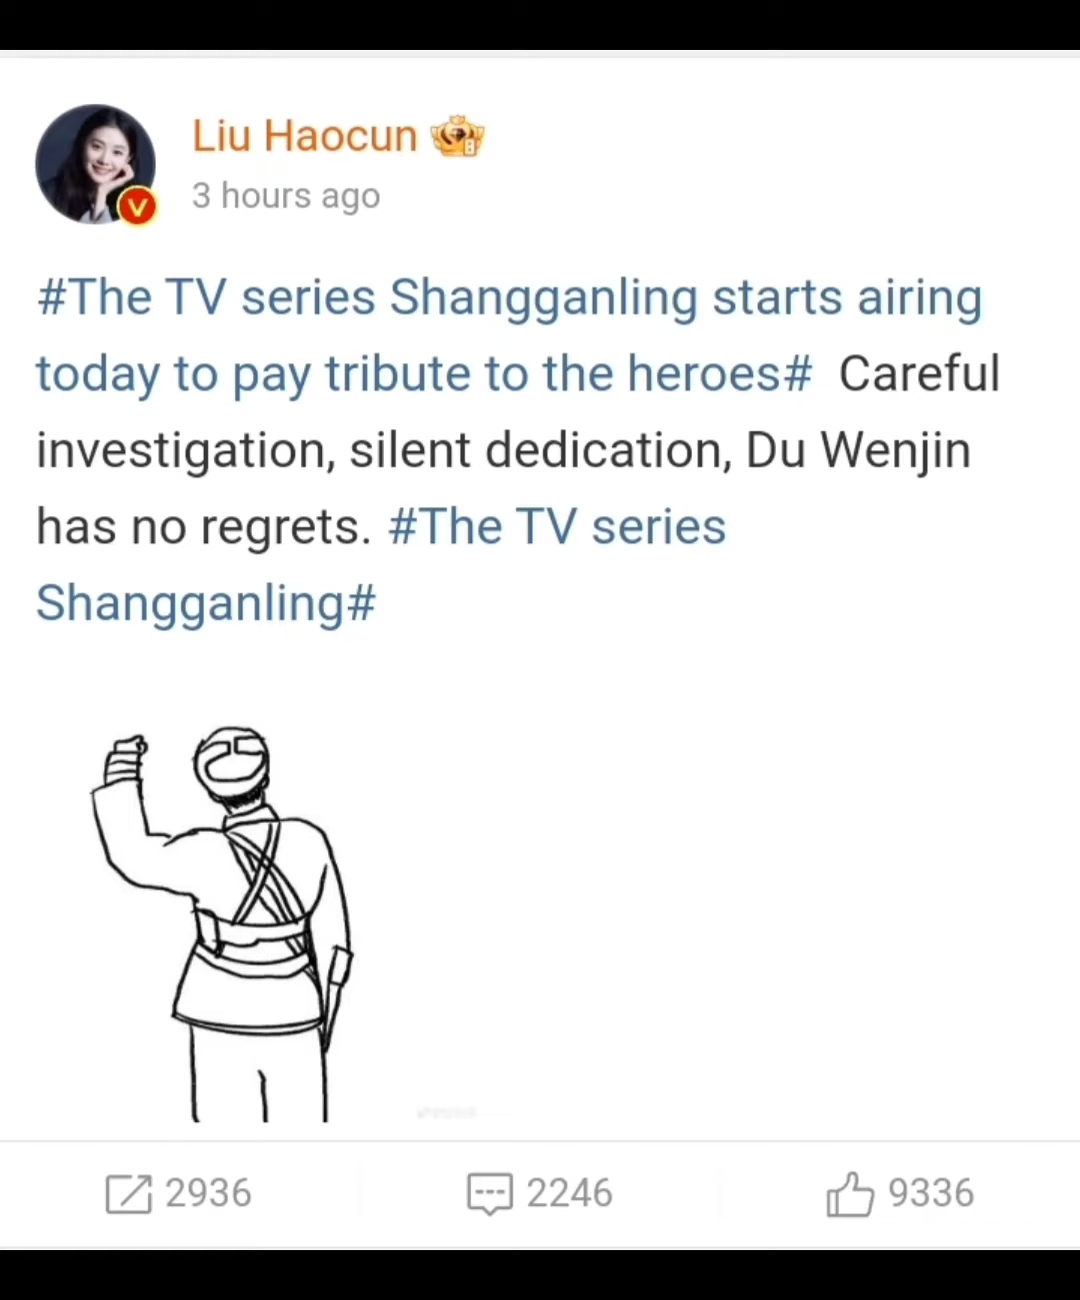 Liu Haocun
3 hours ago
#The TV series Shangganling starts airing
today to pay tribute to the heroes# Careful
investigation, silent dedication, Du Wenjin
has no regrets. #The TV series
Shangganling#
2936
2246
9336